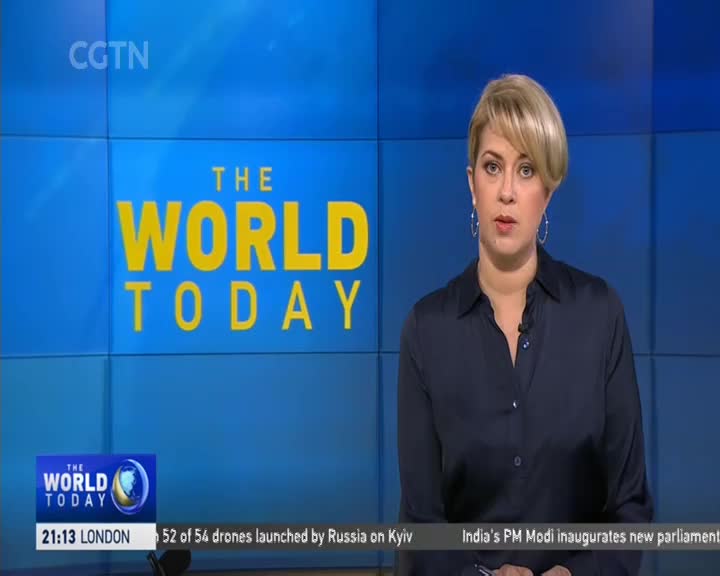 CGTN
THE
WORLD
TODAY
THE
WORLD
TODAY
21:13 LONDON
52 of 54 drones launched by Russia on Kyiv
India's PM Modi inaugurates new parliament